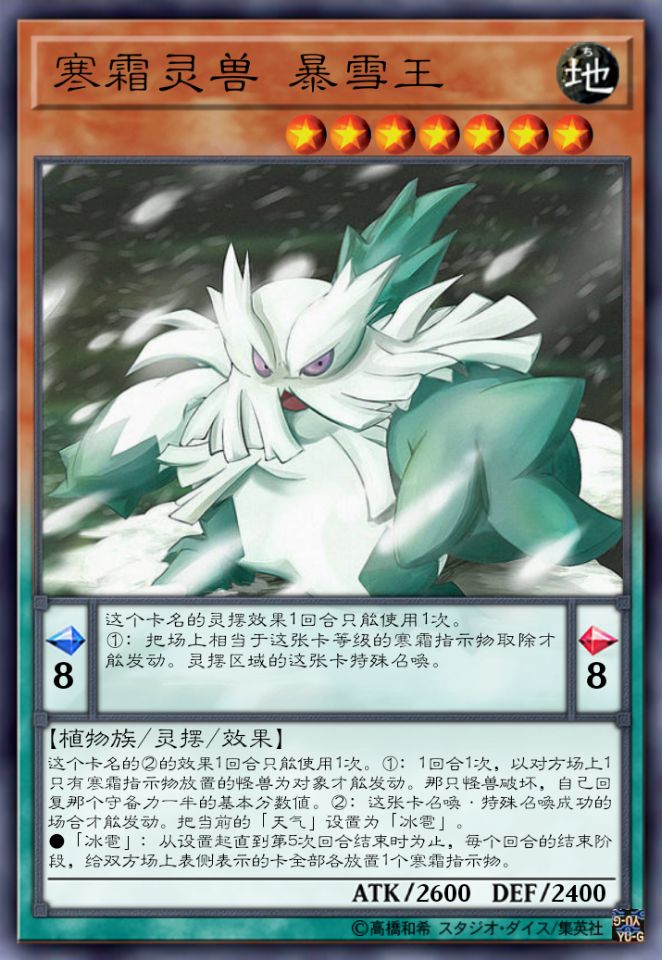 寒霜灵兽 暴雪王
ち
地
8
这个卡名的灵摆效果1回合只能使用1次。
①：把场上相当于这张卡等级的寒霜指示物取除才
能发动。灵摆区域的这张卡特殊召唤。
8
【植物族/灵摆/效果】
这个卡名的②的效果1回合只能使用1次。①：1回合1次，以对方场上1
只有寒霜指示物放置的怪兽为对象才能发动。那只怪兽破坏，自己回
复那个守备力一半的基本分数值。②：这张卡召唤·特殊召唤成功的
场合才能发动。把当前的「天气」设置为「冰雹」。
●「冰雹」：从设置起直到第5次回合结束时为止，每个回合的结束阶
段，给双方场上表侧表示的卡全部各放置1个寒霜指示物。
ATK/2600 DEF/2400
©高橋和希 スタジオ·ダイス/集英社